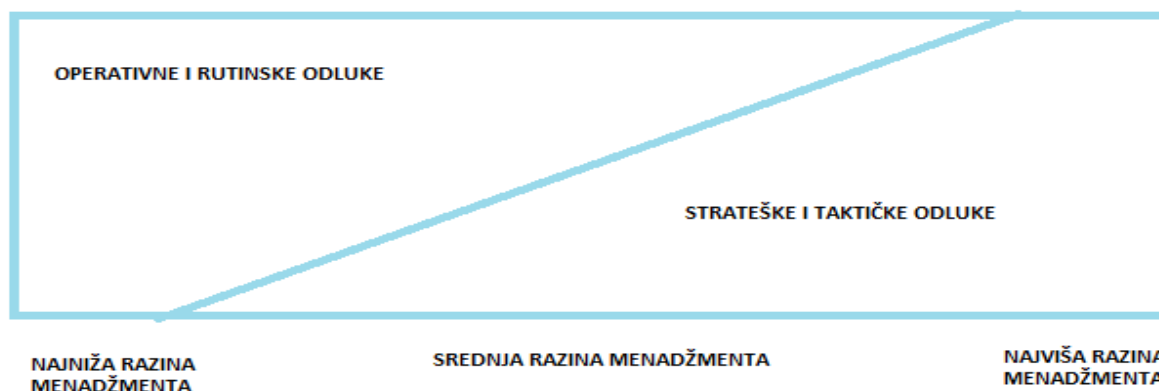 OPERATIVNE I RUTINSKE ODLUKE
STRATEŠKE I TAKTIČKE ODLUKE
NAJNIŽA RAZINA
MENADŽMENTA
SREDNJA RAZINA MENADŽMENTA
NAJVIŠA RAZINA
MENADŽMENTA